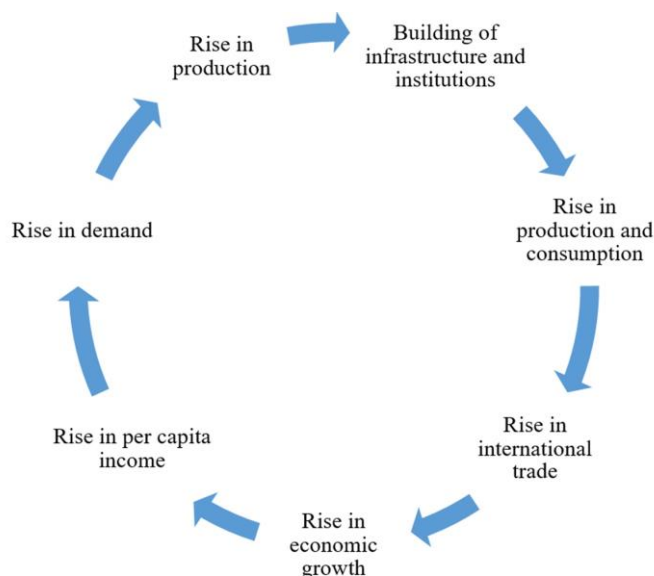 Rise in
production
Building of
infrastructure and
institutions
Rise in
production and
consumption
Rise in
international
trade
Rise in
economic
growth
Rise in per capita
income
Rise in demand